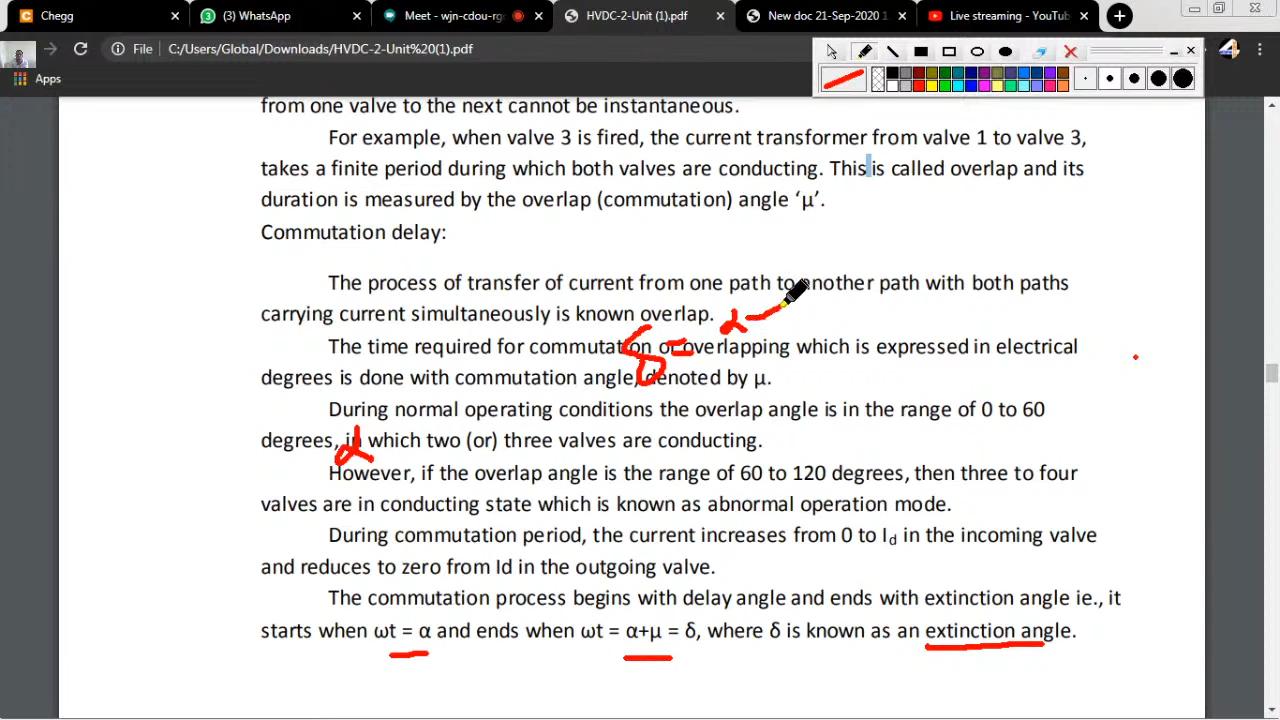 Chegg
(3) WhatsApp
Meet - wjn-cdou-rg
HVDC-2-Unit (1).pdf
New doc 21-Sep-2020 1
Live streaming - YouTu
File
C:/Users/Global/Downloads/HVDC-2-Unit%20(1).pdf
Apps
from one valve to the next cannot be instantaneous.
For example, when valve 3 is fired, the current transformer from valve 1 to valve 3,
takes a finite period during which both valves are conducting. This is called overlap and its
duration is measured by the overlap (commutation) angle ‘μ’.
Commutation delay:
The process of transfer of current from one path to another path with both paths
carrying current simultaneously is known overlap.
α –
δ =
The time required for commutation or overlapping which is expressed in electrical
degrees is done with commutation angle, denoted by μ.
During normal operating conditions the overlap angle is in the range of 0 to 60
degrees, in which two (or) three valves are conducting.
α
However, if the overlap angle is the range of 60 to 120 degrees, then three to four
valves are in conducting state which is known as abnormal operation mode.
During commutation period, the current increases from 0 to Id in the incoming valve
and reduces to zero from Id in the outgoing valve.
The commutation process begins with delay angle and ends with extinction angle ie., it
starts when ωt = α and ends when ωt = α+μ = δ, where δ is known as an extinction angle.